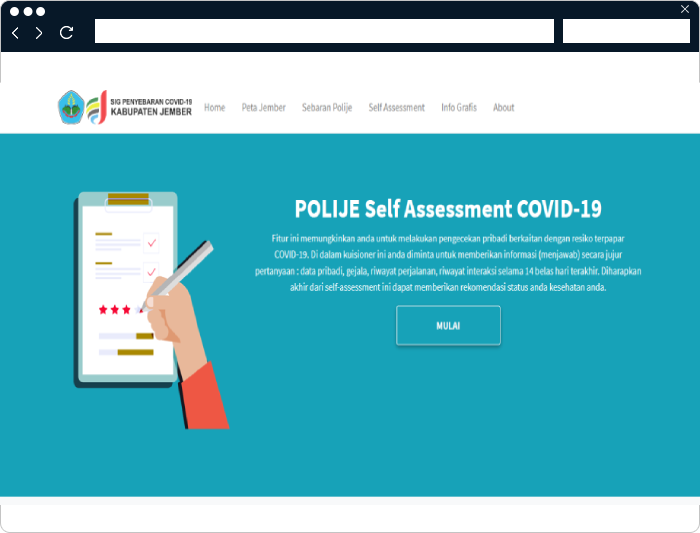 SIG PENYEBARAN COVID-19
KABUPATEN JEMBER
Home Peta Jember Sebaran Polije Self Assessment Info Grafis About
POLIJE Self Assessment COVID-19
Fitur ini memungkinkan anda untuk melakukan pengecekan pribadi berkaitan dengan resiko terpapar
COVID-19. Di dalam kuisioner ini anda diminta untuk memberikan informasi (menjawab) secara jujur
pertanyaan : data pribadi, gejala, riwayat perjalanan, riwayat interaksi selama 14 belas hari terakhir. Diharapkan
akhir dari self-assessment ini dapat memberikan rekomendasi status anda kesehatan anda.
MULAI